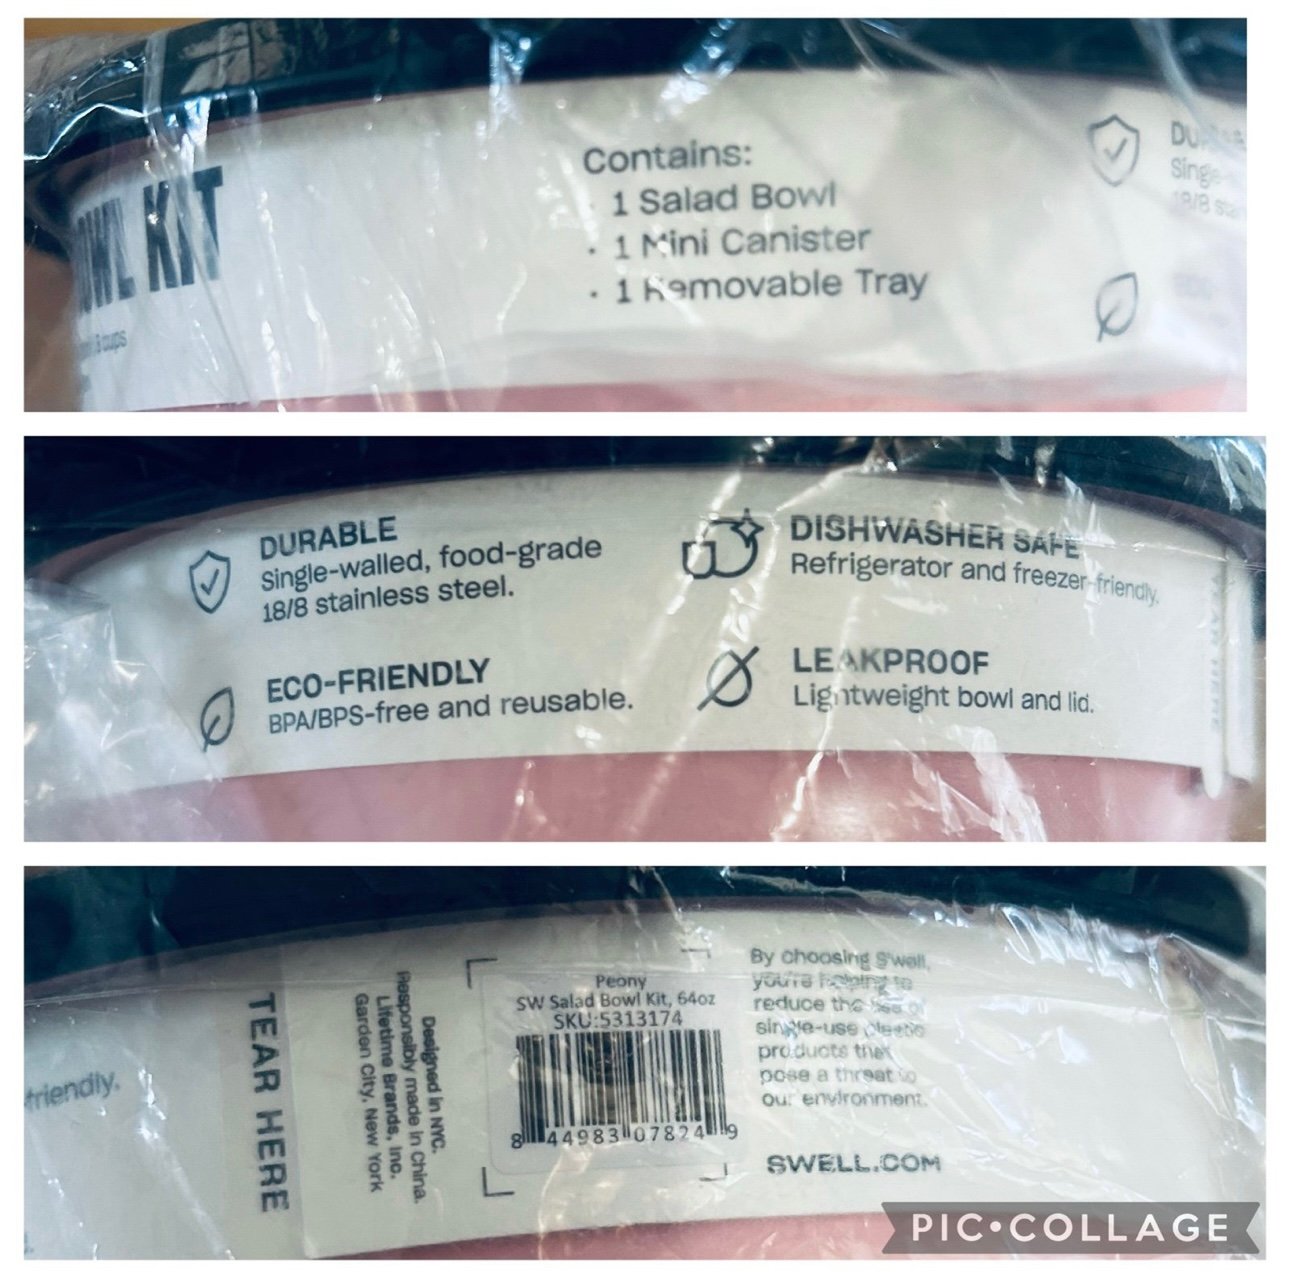 KIT
cups
Contains:
· 1 Salad Bowl
· 1 Mini Canister
· 1 Removable Tray
DURABLE
Single-walled, food-grade
18/8 stainless steel.
ECO-FRIENDLY
BPA/BPS-free and reusable.
DISHWASHER SAFE
Refrigerator and freezer-friendly.
LEAKPROOF
Lightweight bowl and lid.
TEAR HERE
friendly.
TEAR HERE
Designed in NYC.
Responsibly made in China.
Lifetime Brands, Inc.
Garden City, New York
Peony
SW Salad Bowl Kit, 64oz
SKU:5313174
8 44983 07824 9
By choosing S'well,
you're helping to
reduce the use of
single-use plastic
products that
pose a threat to
our environment.
SWELL.COM
PIC•COLLAGE